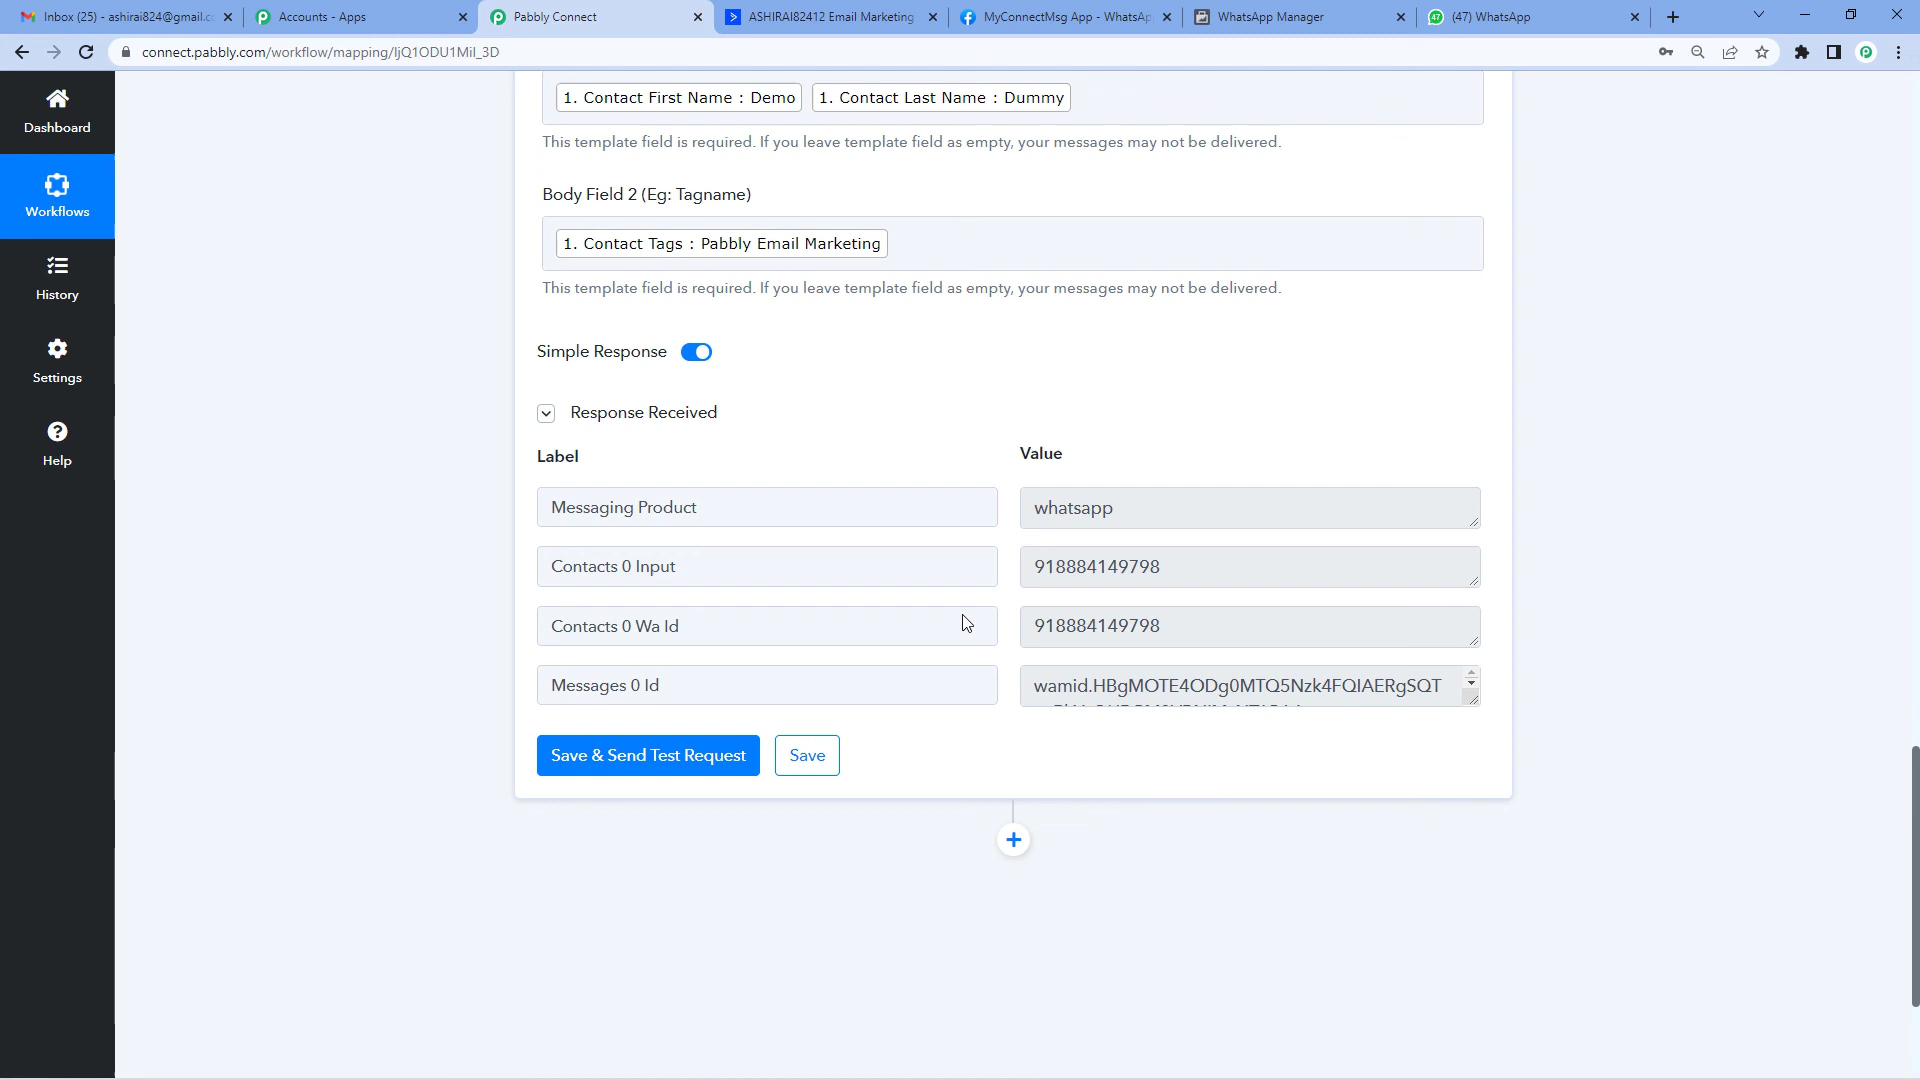 Inbox (25) - ashirai824@gmail.c
Accounts - Apps
Pabbly Connect
ASHIRAI82412 Email Marketing
MyConnectMsg App - WhatsAp
WhatsApp Manager
(47) WhatsApp
connect.pabbly.com/workflow/mapping/IjQ1ODU1MiI_3D
Dashboard
Workflows
History
Settings
Help
1. Contact First Name : Demo 1. Contact Last Name : Dummy
This template field is required. If you leave template field as empty, your messages may not be delivered.
Body Field 2 (Eg: Tagname)
1. Contact Tags : Pabbly Email Marketing
This template field is required. If you leave template field as empty, your messages may not be delivered.
Simple Response
Response Received
Label Value
Messaging Product whatsapp
Contacts 0 Input 918884149798
Contacts 0 Wa Id 918884149798
Messages 0 Id wamid.HBgMOTE4ODg0MTQ5Nzk4FQIAERgSQT
Save & Send Test Request Save